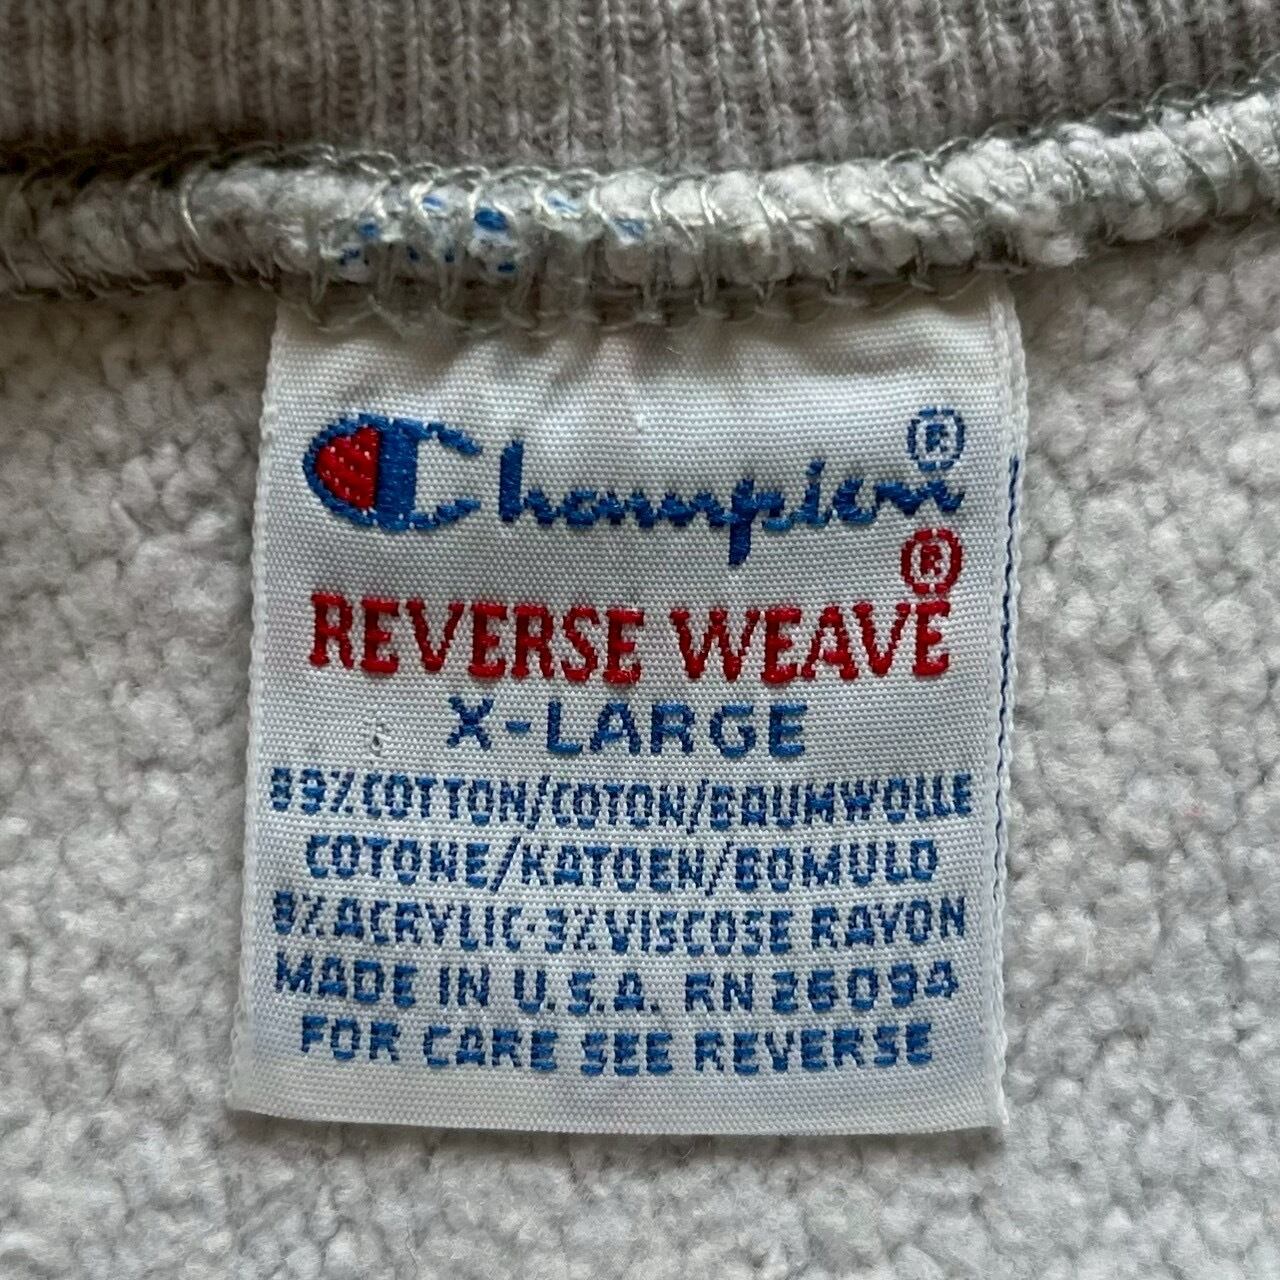 Champion®
REVERSE WEAVE®
X-LARGE
89% COTTON/COTON/BAUMWOLLE
COTONE/KATOEN/BOMULD
8% ACRYLIC·3% VISCOSE RAYON
MADE IN U.S.A. RN 26094
FOR CARE SEE REVERSE